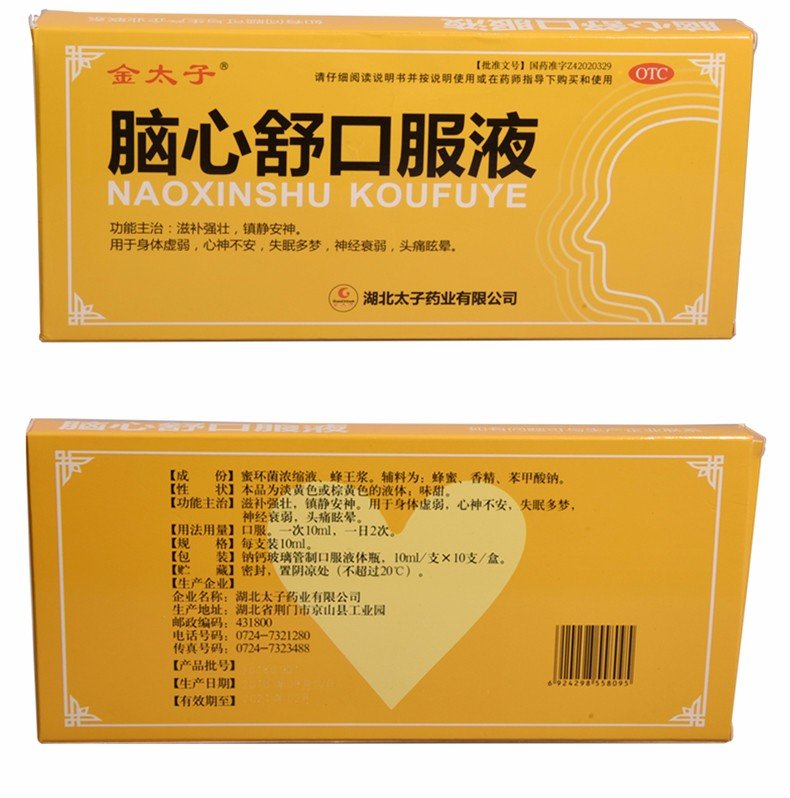 脑心舒口服液
金太子®
【批准文号】国药准字Z42020329
请仔细阅读说明书并按说明使用或在药师指导下购买和使用
OTC
脑心舒口服液
NAOXINSHU KOUFUYE
功能主治：滋补强壮，镇静安神。
用于身体虚弱，心神不安，失眠多梦，神经衰弱，头痛眩晕。
湖北太子药业有限公司
脑心舒口服液
【成　份】蜜环菌浓缩液、蜂王浆。辅料为：蜂蜜、香精、苯甲酸钠。
【性　状】本品为淡黄色或棕黄色的液体；味甜。
【功能主治】滋补强壮，镇静安神。用于身体虚弱，心神不安，失眠多梦，
神经衰弱，头痛眩晕。
【用法用量】口服。一次10ml，一日2次。
【规　格】每支装10ml。
【包　装】钠钙玻璃管制口服液体瓶，10ml/支×10支/盒。
【贮　藏】密封，置阴凉处（不超过20℃）。
【生产企业】
企业名称：湖北太子药业有限公司
生产地址：湖北省荆门市京山县工业园
邮政编码：431800
电话号码：0724-7321280
传真号码：0724-7323488
【产品批号】
【生产日期】
【有效期至】
6924298558095